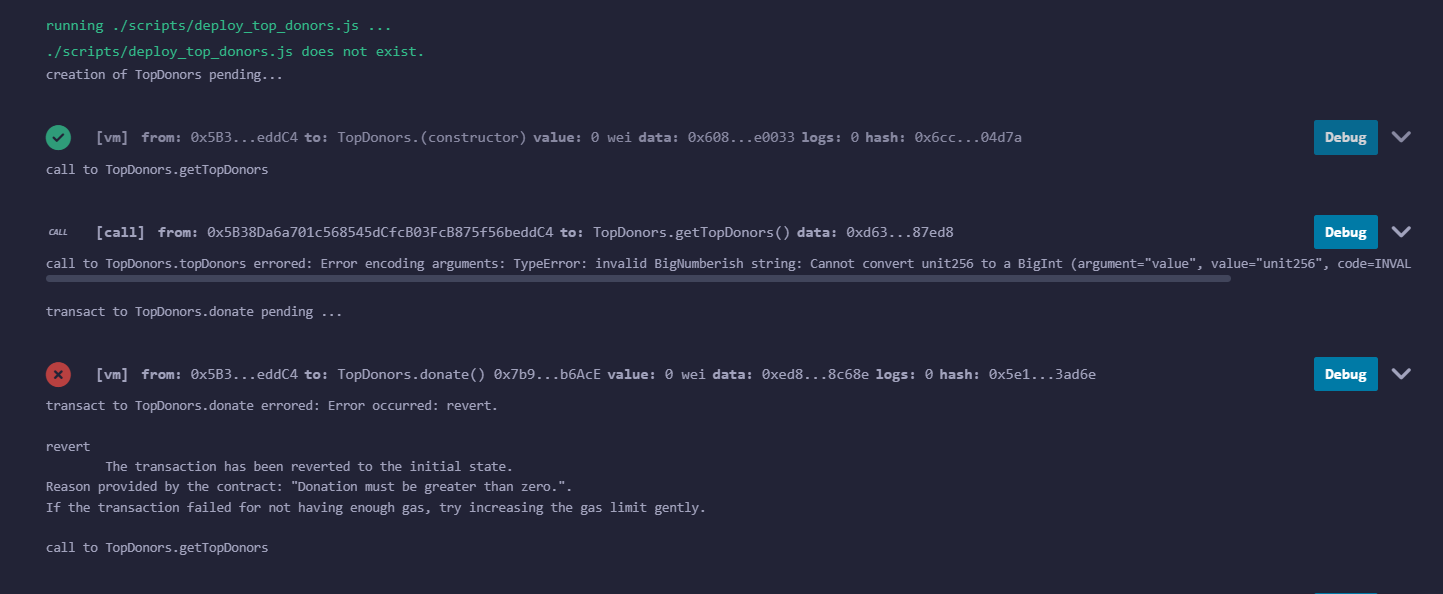 running ./scripts/deploy_top_donors.js ...
./scripts/deploy_top_donors.js does not exist.
creation of TopDonors pending...
[vm] from: 0x5B3...eddC4 to: TopDonors.(constructor) value: 0 wei data: 0x608...e0033 logs: 0 hash: 0x6cc...04d7a Debug
call to TopDonors.getTopDonors
CALL [call] from: 0x5B38Da6a701c568545dCfcB03FcB875f56beddC4 to: TopDonors.getTopDonors() data: 0xd63...87ed8 Debug
call to TopDonors.topDonors errored: Error encoding arguments: TypeError: invalid BigNumberish string: Cannot convert unit256 to a BigInt (argument="value", value="unit256", code=INVAL
transact to TopDonors.donate pending ...
[vm] from: 0x5B3...eddC4 to: TopDonors.donate() 0x7b9...b6AcE value: 0 wei data: 0xed8...8c68e logs: 0 hash: 0x5e1...3ad6e Debug
transact to TopDonors.donate errored: Error occurred: revert.
revert
The transaction has been reverted to the initial state.
Reason provided by the contract: "Donation must be greater than zero.".
If the transaction failed for not having enough gas, try increasing the gas limit gently.
call to TopDonors.getTopDonors